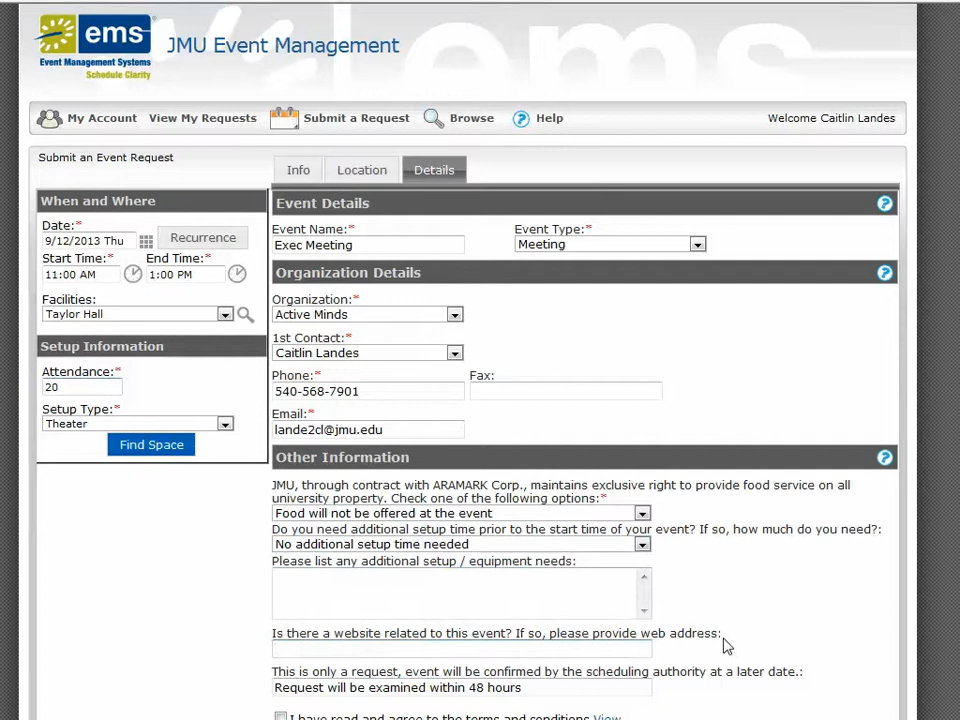 ems
Event Management Systems
Schedule Clarity
JMU Event Management
My Account View My Requests Submit a Request Browse ? Help Welcome Caitlin Landes
Submit an Event Request
Info Location Details
When and Where
Date:*
9/12/2013 Thu Recurrence
Start Time:* End Time:*
11:00 AM 1:00 PM
Facilities:
Taylor Hall
Setup Information
Attendance:*
20
Setup Type:*
Theater
Find Space
Event Details ?
Event Name:* Event Type:*
Exec Meeting Meeting
Organization Details ?
Organization:*
Active Minds
1st Contact:*
Caitlin Landes
Phone:* Fax:
540-568-7901
Email:*
lande2cl@jmu.edu
Other Information ?
JMU, through contract with ARAMARK Corp., maintains exclusive right to provide food service on all
university property. Check one of the following options:*
Food will not be offered at the event
Do you need additional setup time prior to the start time of your event? If so, how much do you need?:
No additional setup time needed
Please list any additional setup / equipment needs:
Is there a website related to this event? If so, please provide web address:
This is only a request, event will be confirmed by the scheduling authority at a later date.:
Request will be examined within 48 hours
I have read and agree to the terms and conditions View